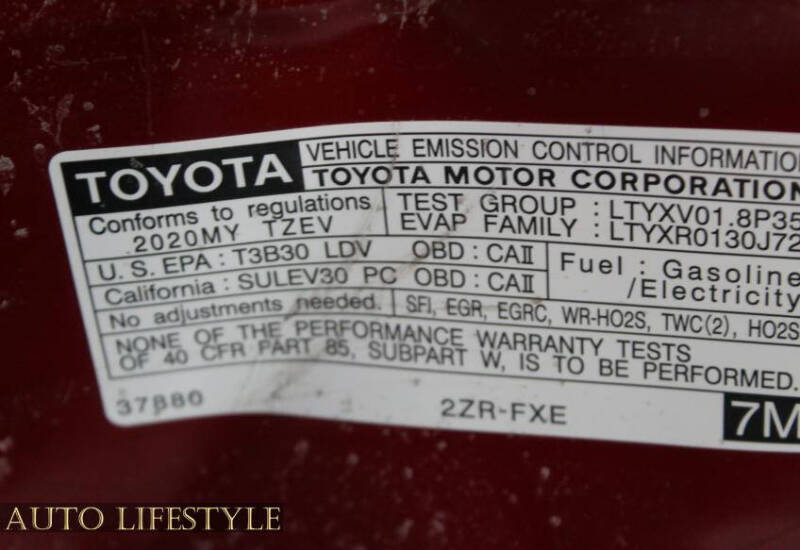 TOYOTA
VEHICLE EMISSION CONTROL INFORMATION
TOYOTA MOTOR CORPORATION
Conforms to regulations
2020MY TZEV
TEST GROUP : LTYXV01.8P35
EVAP FAMILY : LTYXR0130J72
U.S. EPA : T3B30 LDV OBD : CAII
California : SULEV30 PC OBD : CAII
Fuel : Gasoline
/Electricity
No adjustments needed.
SFI, EGR, EGRC, WR-HO2S, TWC(2), HO2S
NONE OF THE PERFORMANCE WARRANTY TESTS
OF 40 CFR PART 85, SUBPART W, IS TO BE PERFORMED.
37880 2ZR-FXE 7M
AUTO LIFESTYLE